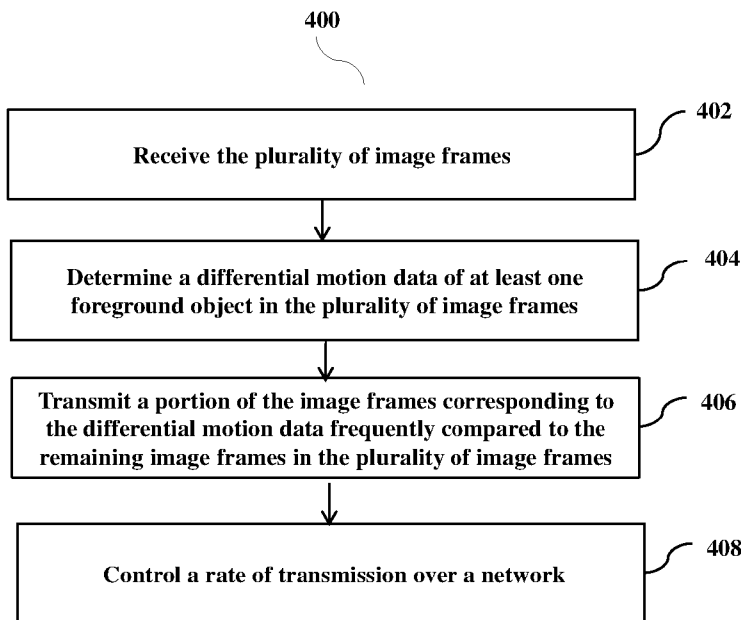 400
402
Receive the plurality of image frames
404
Determine a differential motion data of at least one
foreground object in the plurality of image frames
406
Transmit a portion of the image frames corresponding to
the differential motion data frequently compared to the
remaining image frames in the plurality of image frames
408
Control a rate of transmission over a network